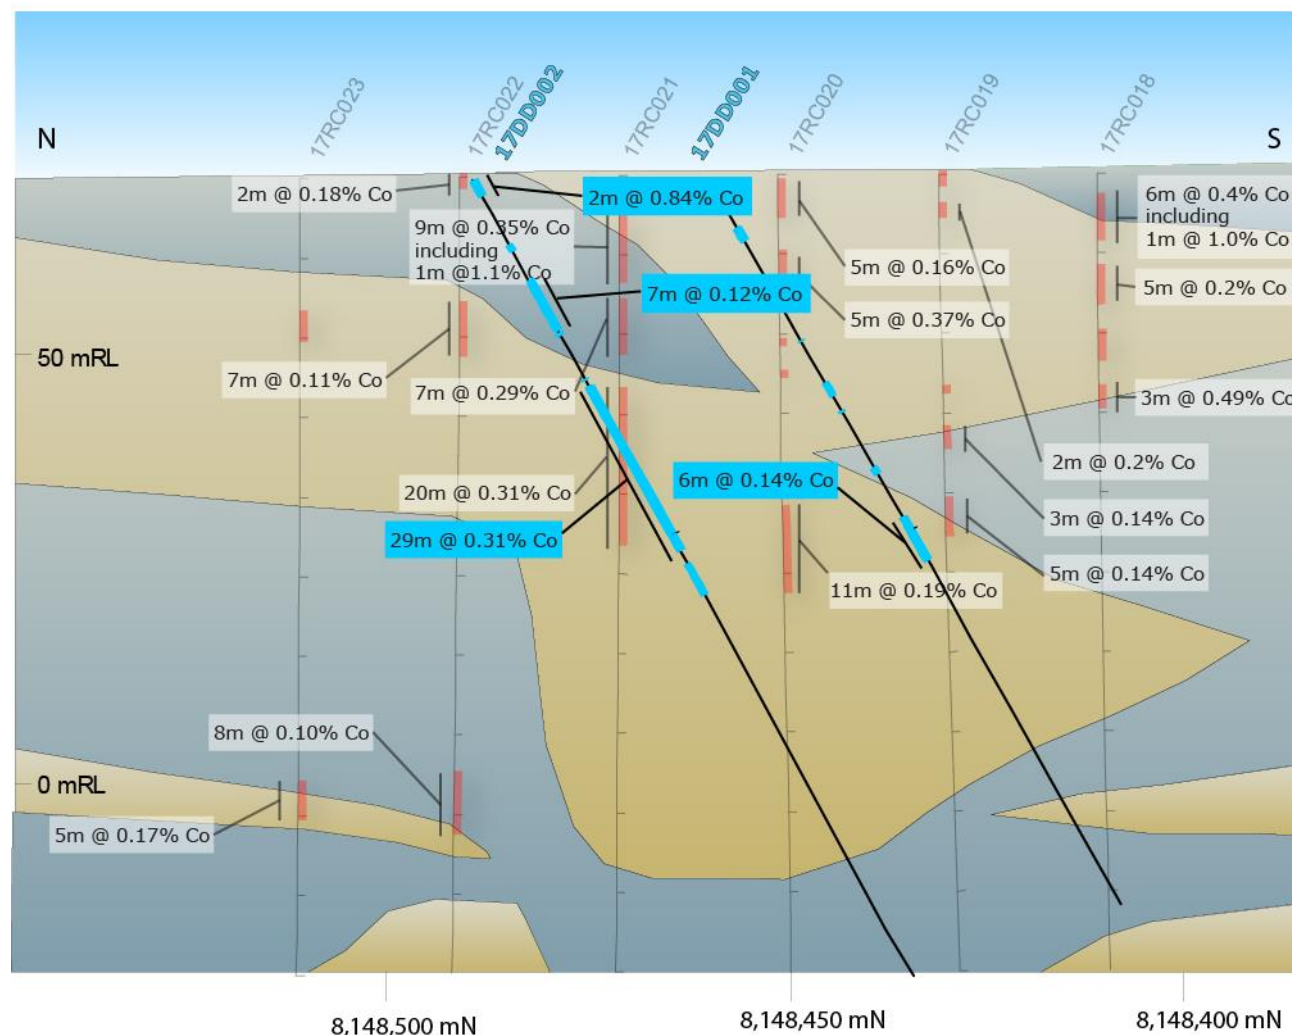 17RC023
17RC022
17DD002
17RC021
17DD001
17RC020
17RC019
17RC018
N
S
2m @ 0.18% Co
2m @ 0.84% Co
6m @ 0.4% Co
including
1m @ 1.0% Co
9m @ 0.35% Co
including
1m @1.1% Co
5m @ 0.16% Co
5m @ 0.2% Co
7m @ 0.12% Co
5m @ 0.37% Co
50 mRL
7m @ 0.11% Co
7m @ 0.29% Co
3m @ 0.49% Co
2m @ 0.2% Co
6m @ 0.14% Co
20m @ 0.31% Co
3m @ 0.14% Co
29m @ 0.31% Co
5m @ 0.14% Co
11m @ 0.19% Co
8m @ 0.10% Co
0 mRL
5m @ 0.17% Co
8,148,500 mN
8,148,450 mN
8,148,400 mN